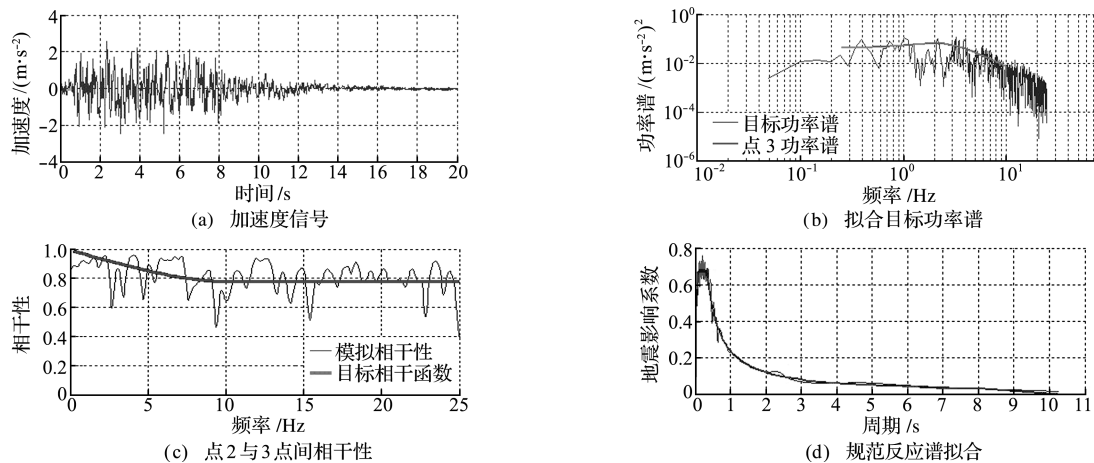 4
2
0
−2
−4
加速度/(m·s⁻²)
0 2 4 6 8 10 12 14 16 18 20
时间/s
(a) 加速度信号
10⁰
10⁻²
10⁻⁴
10⁻⁶
功率谱/(m·s⁻²)²
目标功率谱
点3功率谱
10⁻² 10⁻¹ 10⁰ 10¹
频率/Hz
(b) 拟合目标功率谱
1.0
0.8
0.6
0.4
0.2
0
相干性
模拟相干性
目标相干函数
0 5 10 15 20 25
频率/Hz
(c) 点2与3点间相干性
0.8
0.6
0.4
0.2
0
地震影响系数
0 1 2 3 4 5 6 7 8 9 10 11
周期/s
(d) 规范反应谱拟合